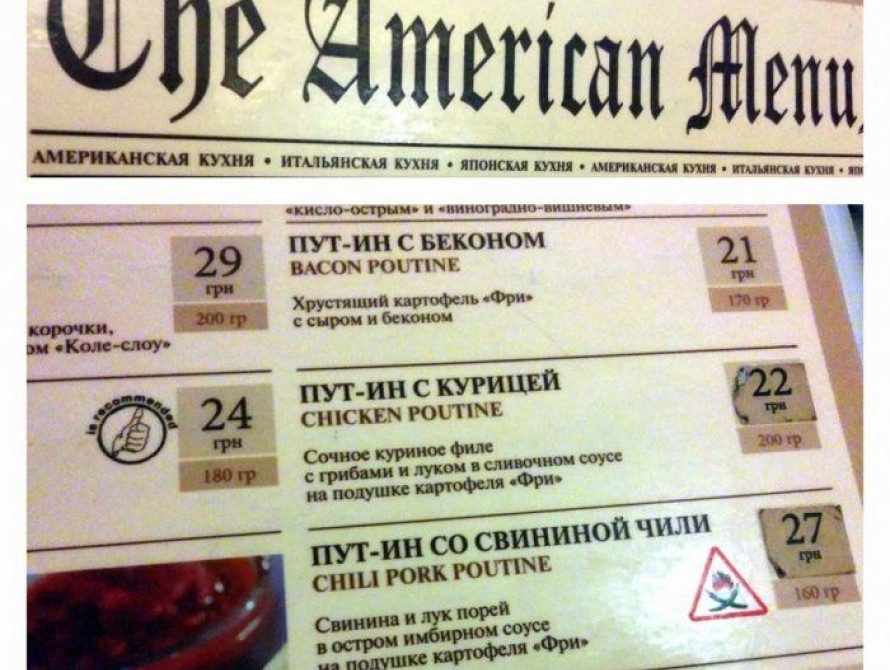 The American Menu
АМЕРИКАНСКАЯ КУХНЯ • ИТАЛЬЯНСКАЯ КУХНЯ • ЯПОНСКАЯ КУХНЯ • АМЕРИКАНСКАЯ КУХНЯ • ИТАЛЬЯНСКАЯ КУХНЯ •
«кисло-острым» и «виноградно-вишневым»
29
грн
200 гр
корочки,
ом «Коле-слоу»
is recommended
24
грн
180 гр
ПУТ-ИН С БЕКОНОМ
BACON POUTINE
21
грн
170 гр
Хрустящий картофель «Фри»
с сыром и беконом
ПУТ-ИН С КУРИЦЕЙ
CHICKEN POUTINE
22
грн
200 гр
Сочное куриное филе
с грибами и луком в сливочном соусе
на подушке картофеля «Фри»
ПУТ-ИН СО СВИНИНОЙ ЧИЛИ
CHILI PORK POUTINE
27
грн
160 гр
Свинина и лук порей
в остром имбирном соусе
на подушке картофеля «Фри»